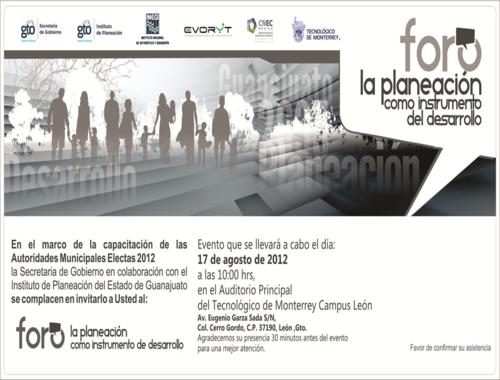 gto
Secretaría
de Gobierno
gto
Instituto
de Planeación
INEGI
EVORYT
CNEC
TECNOLÓGICO
DE MONTERREY.
foro
la planeación
como instrumento
del desarrollo
Guanajuato
Planeación
Desarrollo
En el marco de la capacitación de las
Autoridades Municipales Electas 2012
la Secretaria de Gobierno en colaboración con el
Instituto de Planeación del Estado de Guanajuato
se complacen en invitarlo a Usted al:
foro la planeación
como instrumento de desarrollo
Evento que se llevará a cabo el día:
17 de agosto de 2012
a las 10:00 hrs,
en el Auditorio Principal
del Tecnológico de Monterrey Campus León
Av. Eugenio Garza Sada S/N,
Col. Cerro Gordo, C.P. 37190, León ,Gto.
Agradecemos su presencia 30 minutos antes del evento
para una mejor atención.
Favor de confirmar su asistencia